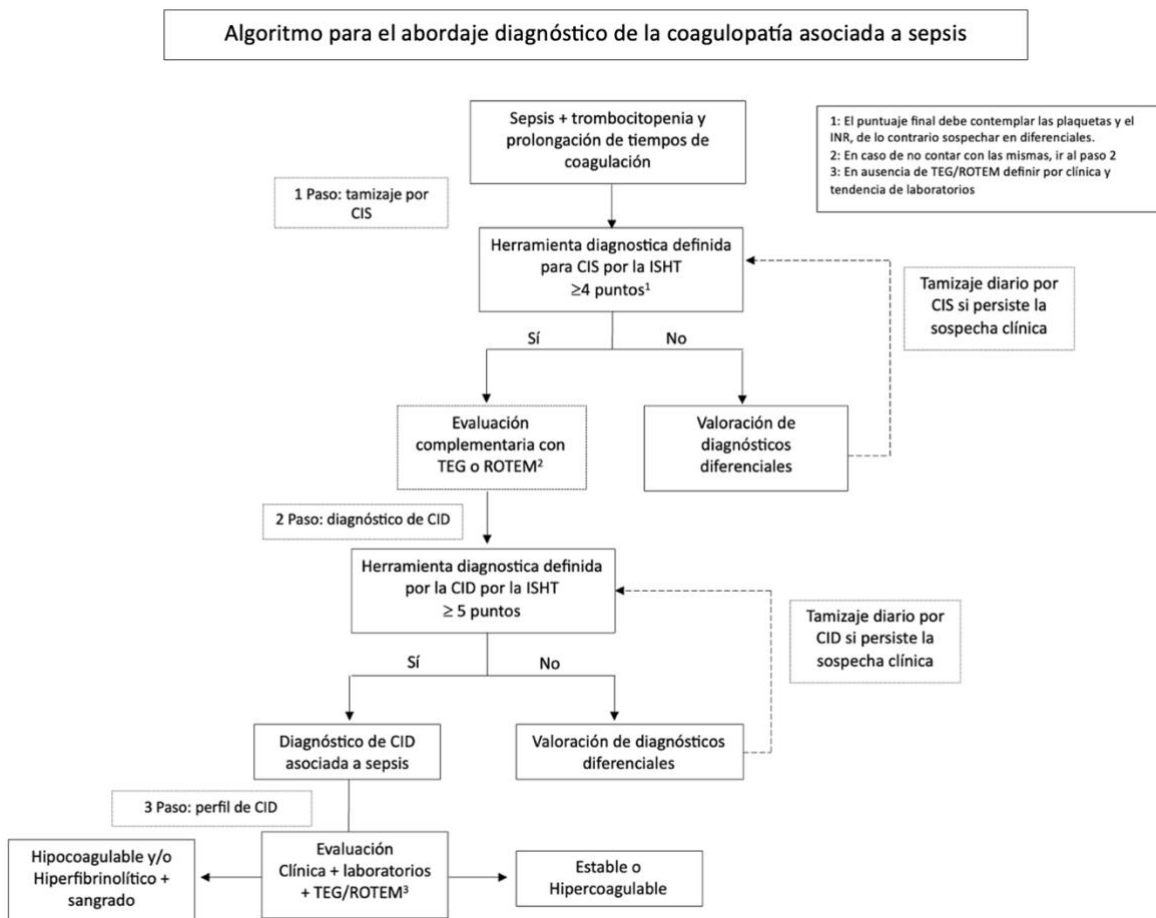 Algoritmo para el abordaje diagnóstico de la coagulopatía asociada a sepsis
Sepsis + trombocitopenia y
prolongación de tiempos de
coagulación
1: El puntuaje final debe contemplar las plaquetas y el
INR, de lo contrario sospechar en diferenciales.
2: En caso de no contar con las mismas, ir al paso 2
3: En ausencia de TEG/ROTEM definir por clínica y
tendencia de laboratorios
1 Paso: tamizaje por
CIS
Herramienta diagnostica definida
para CIS por la ISHT
≥4 puntos¹
Tamizaje diario por
CIS si persiste la
sospecha clínica
Sí
No
Evaluación
complementaria con
TEG o ROTEM²
Valoración de
diagnósticos
diferenciales
2 Paso: diagnóstico de CID
Herramienta diagnostica definida
por la CID por la ISHT
≥ 5 puntos
Tamizaje diario por
CID si persiste la
sospecha clínica
Sí
No
Diagnóstico de CID
asociada a sepsis
Valoración de diagnósticos
diferenciales
3 Paso: perfil de CID
Hipocoagulable y/o
Hiperfibrinolítico +
sangrado
Evaluación
Clínica + laboratorios
+ TEG/ROTEM³
Estable o
Hipercoagulable